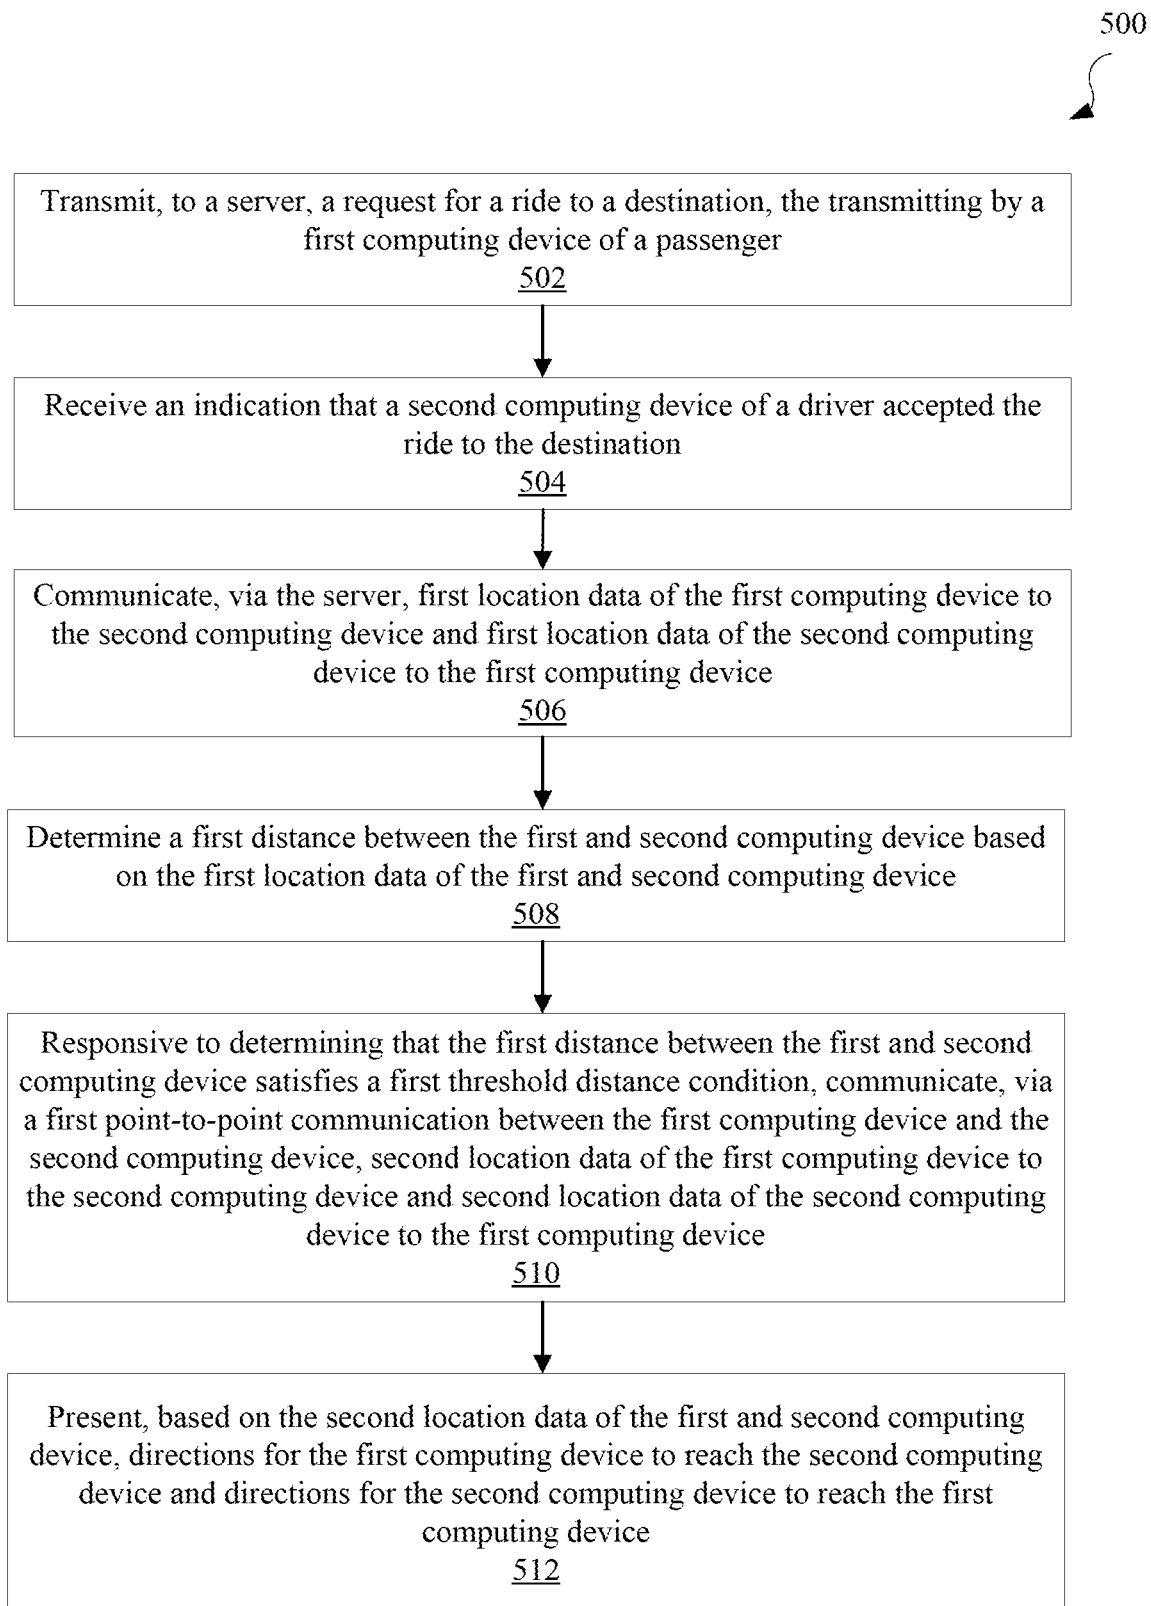 500
Transmit, to a server, a request for a ride to a destination, the transmitting by a
first computing device of a passenger
502
Receive an indication that a second computing device of a driver accepted the
ride to the destination
504
Communicate, via the server, first location data of the first computing device to
the second computing device and first location data of the second computing
device to the first computing device
506
Determine a first distance between the first and second computing device based
on the first location data of the first and second computing device
508
Responsive to determining that the first distance between the first and second
computing device satisfies a first threshold distance condition, communicate, via
a first point-to-point communication between the first computing device and the
second computing device, second location data of the first computing device to
the second computing device and second location data of the second computing
device to the first computing device
510
Present, based on the second location data of the first and second computing
device, directions for the first computing device to reach the second computing
device and directions for the second computing device to reach the first
computing device
512